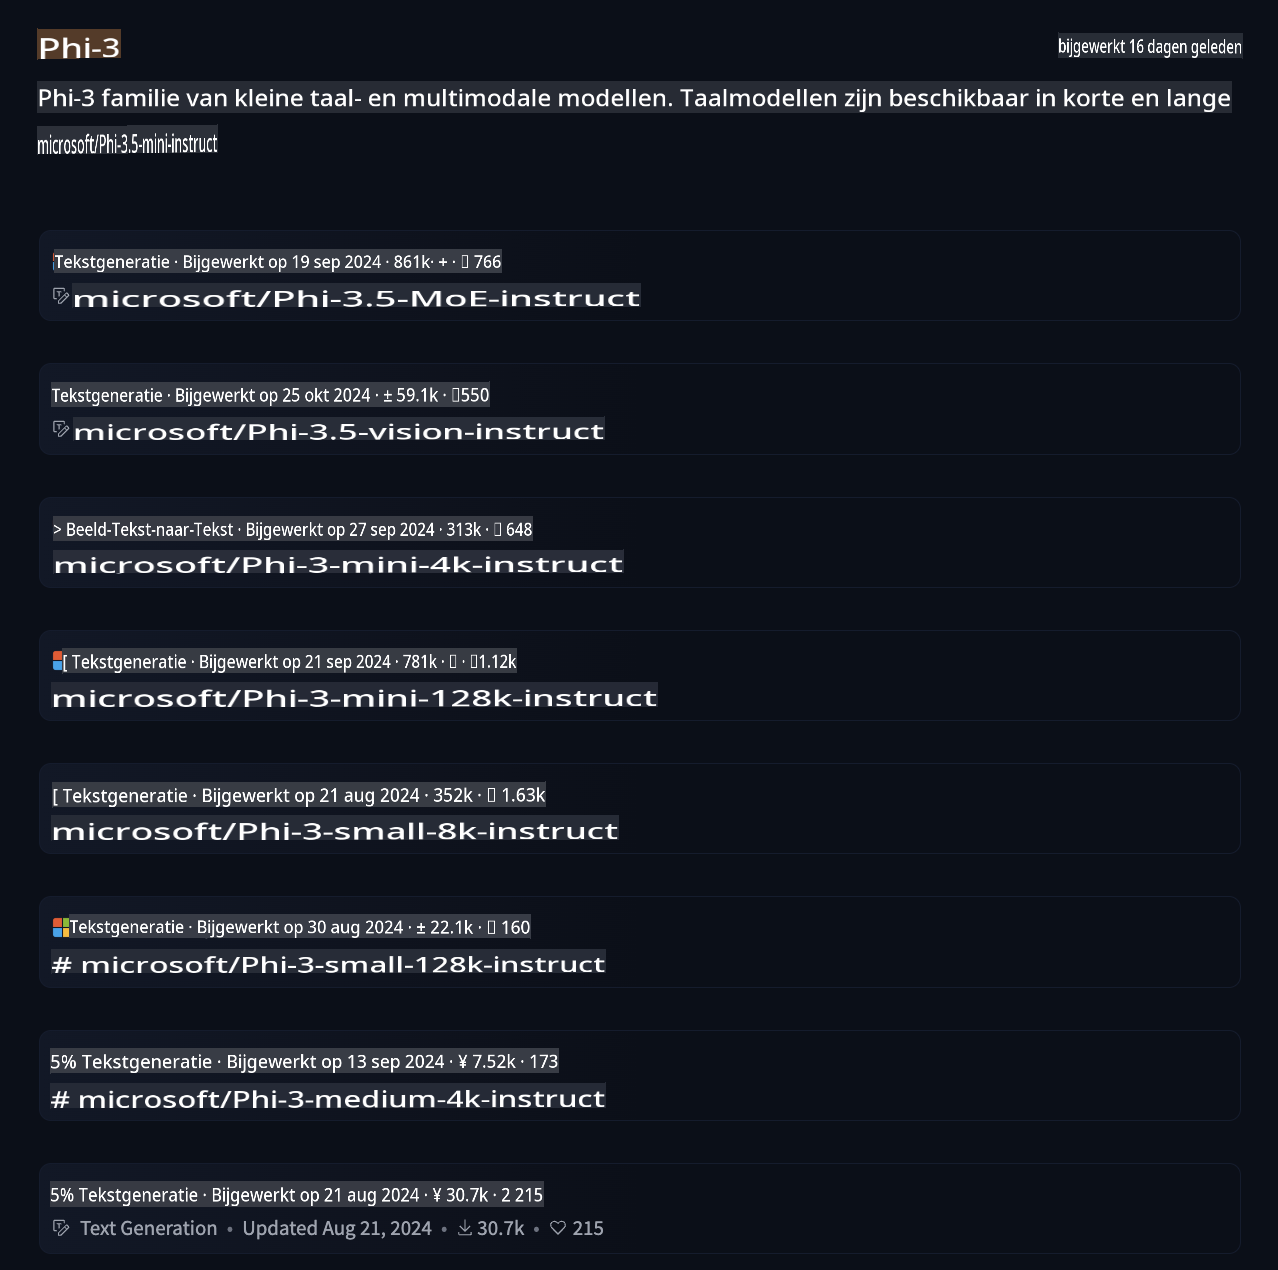 Phi-3
bijgewerkt 16 dagen geleden
Phi-3 familie van kleine taal- en multimodale modellen. Taalmodellen zijn beschikbaar in korte en lange
microsoft/Phi-3.5-mini-instruct
Tekstgeneratie · Bijgewerkt op 19 sep 2024 · 861k· + · 766
microsoft/Phi-3.5-MoE-instruct
Tekstgeneratie · Bijgewerkt op 25 okt 2024 · ± 59.1k · 550
microsoft/Phi-3.5-vision-instruct
> Beeld-Tekst-naar-Tekst · Bijgewerkt op 27 sep 2024 · 313k · 648
microsoft/Phi-3-mini-4k-instruct
[ Tekstgeneratie · Bijgewerkt op 21 sep 2024 · 781k · · 1.12k
microsoft/Phi-3-mini-128k-instruct
[ Tekstgeneratie · Bijgewerkt op 21 aug 2024 · 352k · 1.63k
microsoft/Phi-3-small-8k-instruct
Tekstgeneratie · Bijgewerkt op 30 aug 2024 · ± 22.1k · 160
# microsoft/Phi-3-small-128k-instruct
5% Tekstgeneratie · Bijgewerkt op 13 sep 2024 · ¥ 7.52k · 173
# microsoft/Phi-3-medium-4k-instruct
5% Tekstgeneratie · Bijgewerkt op 21 aug 2024 · ¥ 30.7k · 2 215
Text Generation • Updated Aug 21, 2024 • 30.7k • 215